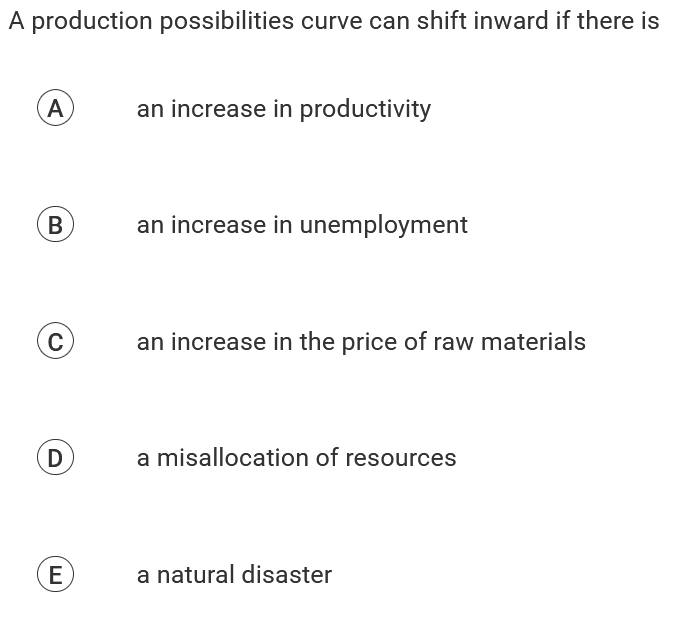 A production possibilities curve can shift inward if there is
A an increase in productivity
B an increase in unemployment
C an increase in the price of raw materials
D a misallocation of resources
E a natural disaster